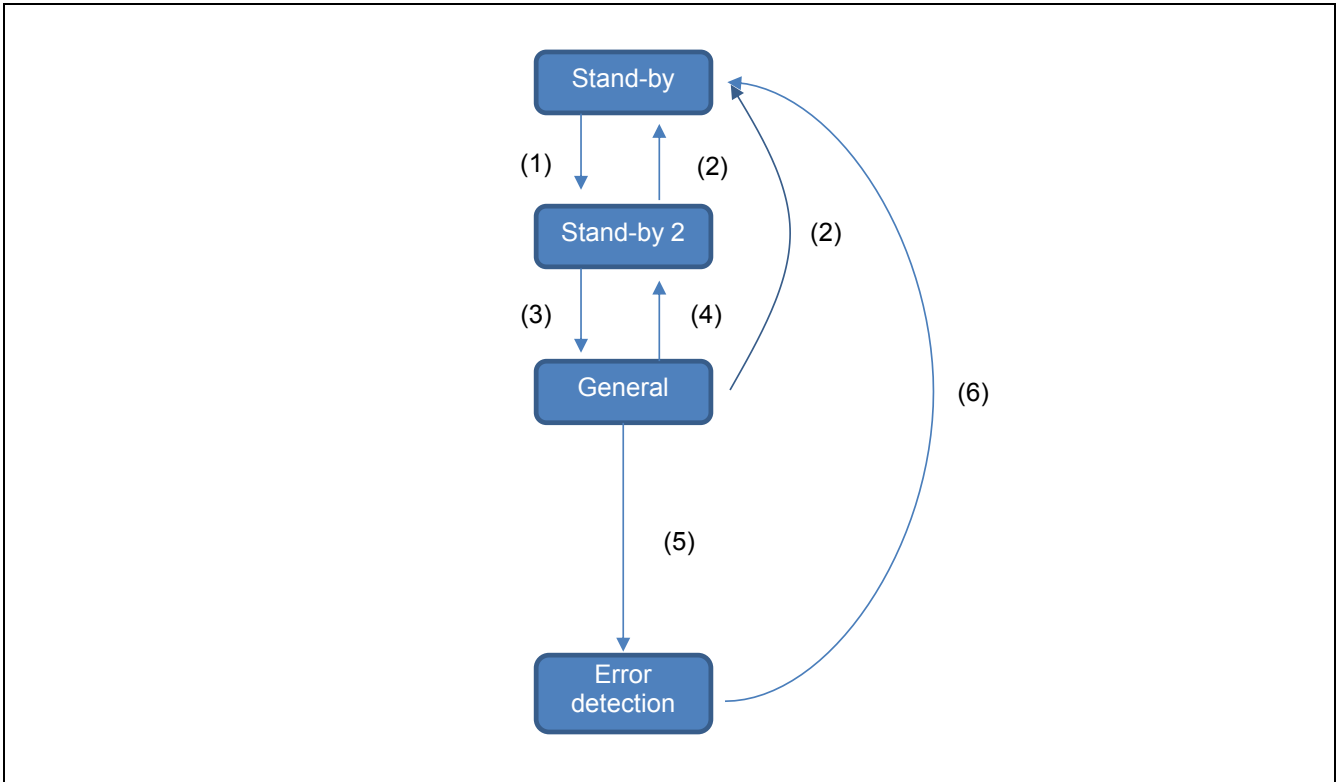 Stand-by
(1)
(2)
Stand-by 2
(2)
(3)
(4)
General
(6)
(5)
Error
detection